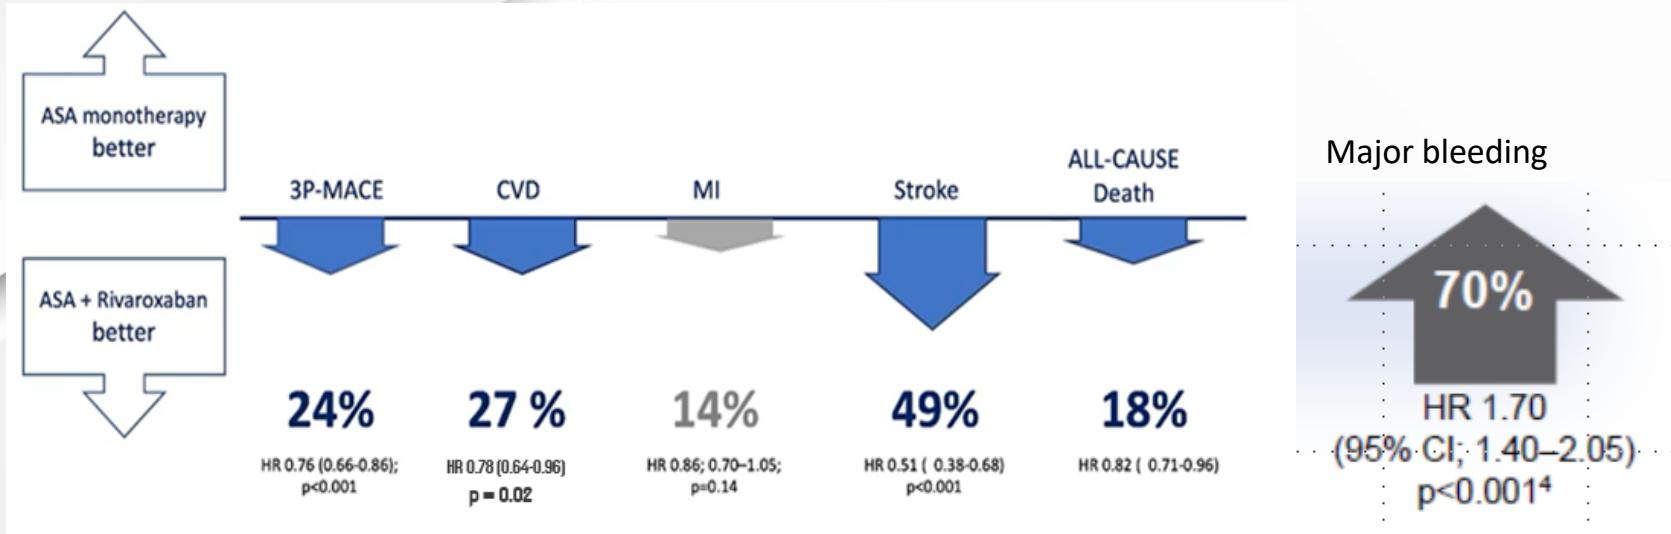 ASA monotherapy
better
ASA + Rivaroxaban
better
3P-MACE
CVD
MI
Stroke
ALL-CAUSE
Death
24%
27 %
14%
49%
18%
HR 0.76 (0.66-0.86);
p<0.001
HR 0.78 (0.64-0.96)
p = 0.02
HR 0.86; 0.70–1.05;
p=0.14
HR 0.51 ( 0.38-0.68)
p<0.001
HR 0.82 ( 0.71-0.96)
Major bleeding
70%
HR 1.70
(95% CI; 1.40–2.05)
p<0.001⁴